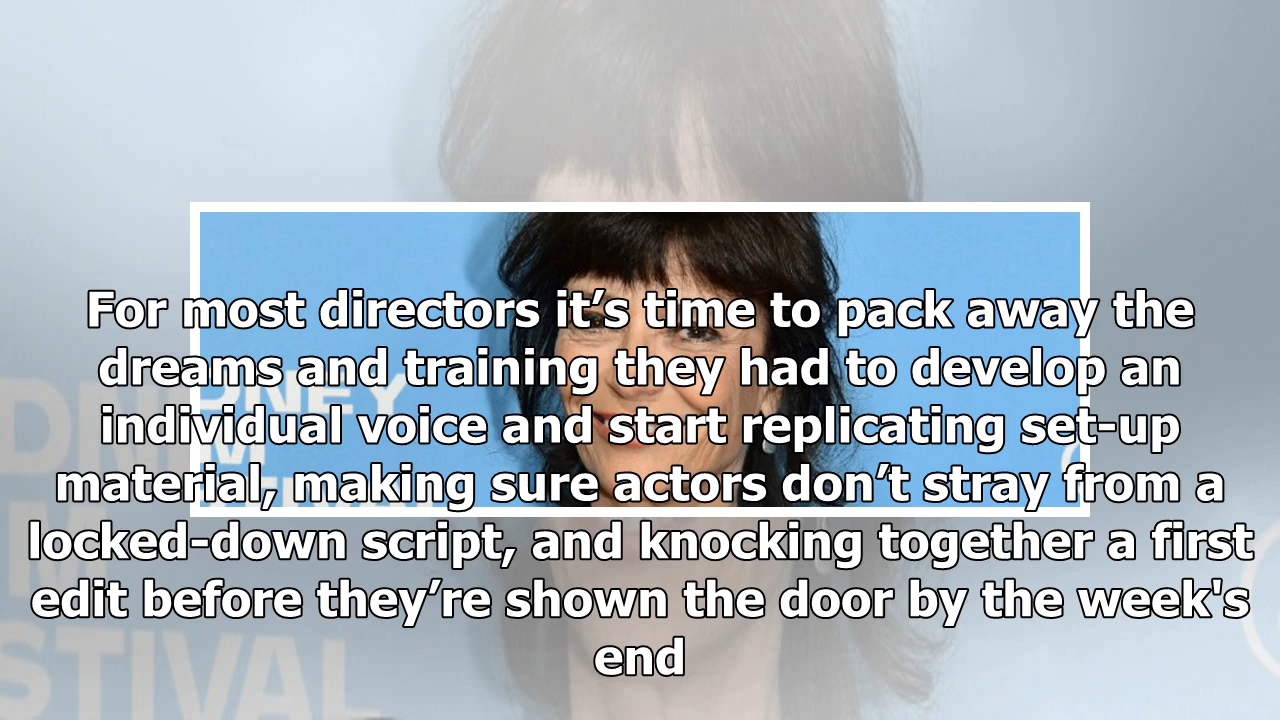 For most directors it’s time to pack away the
dreams and training they had to develop an
individual voice and start replicating set-up
material, making sure actors don’t stray from a
locked-down script, and knocking together a first
edit before they’re shown the door by the week's
end
STIVAL